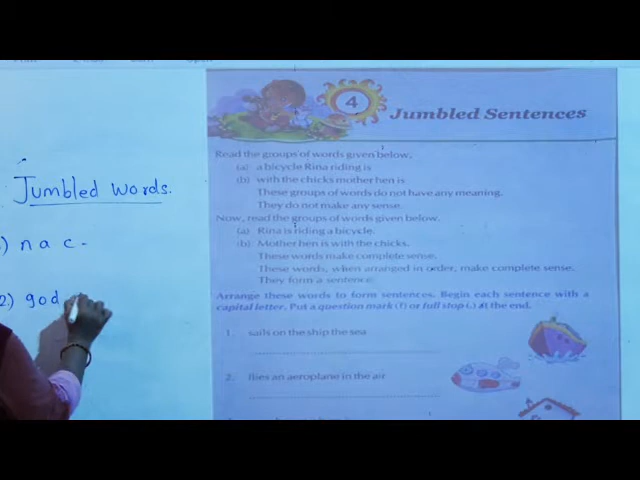 Jumbled words.
) n a c -
2) god
4
Jumbled Sentences
Read the groups of words given below.
(a) a bicycle Rina riding is
(b) with the chicks mother hen is
These groups of words do not have any meaning.
They do not make any sense.
Now, read the groups of words given below.
(a) Rina is riding a bicycle.
(b) Mother hen is with the chicks.
These words make complete sense.
These words, when arranged in order, make complete sense.
They form a sentence.
Arrange these words to form sentences. Begin each sentence with a
capital letter. Put a question mark (?) or full stop (.) at the end.
1. sails on the ship the sea
2. flies an aeroplane in the air